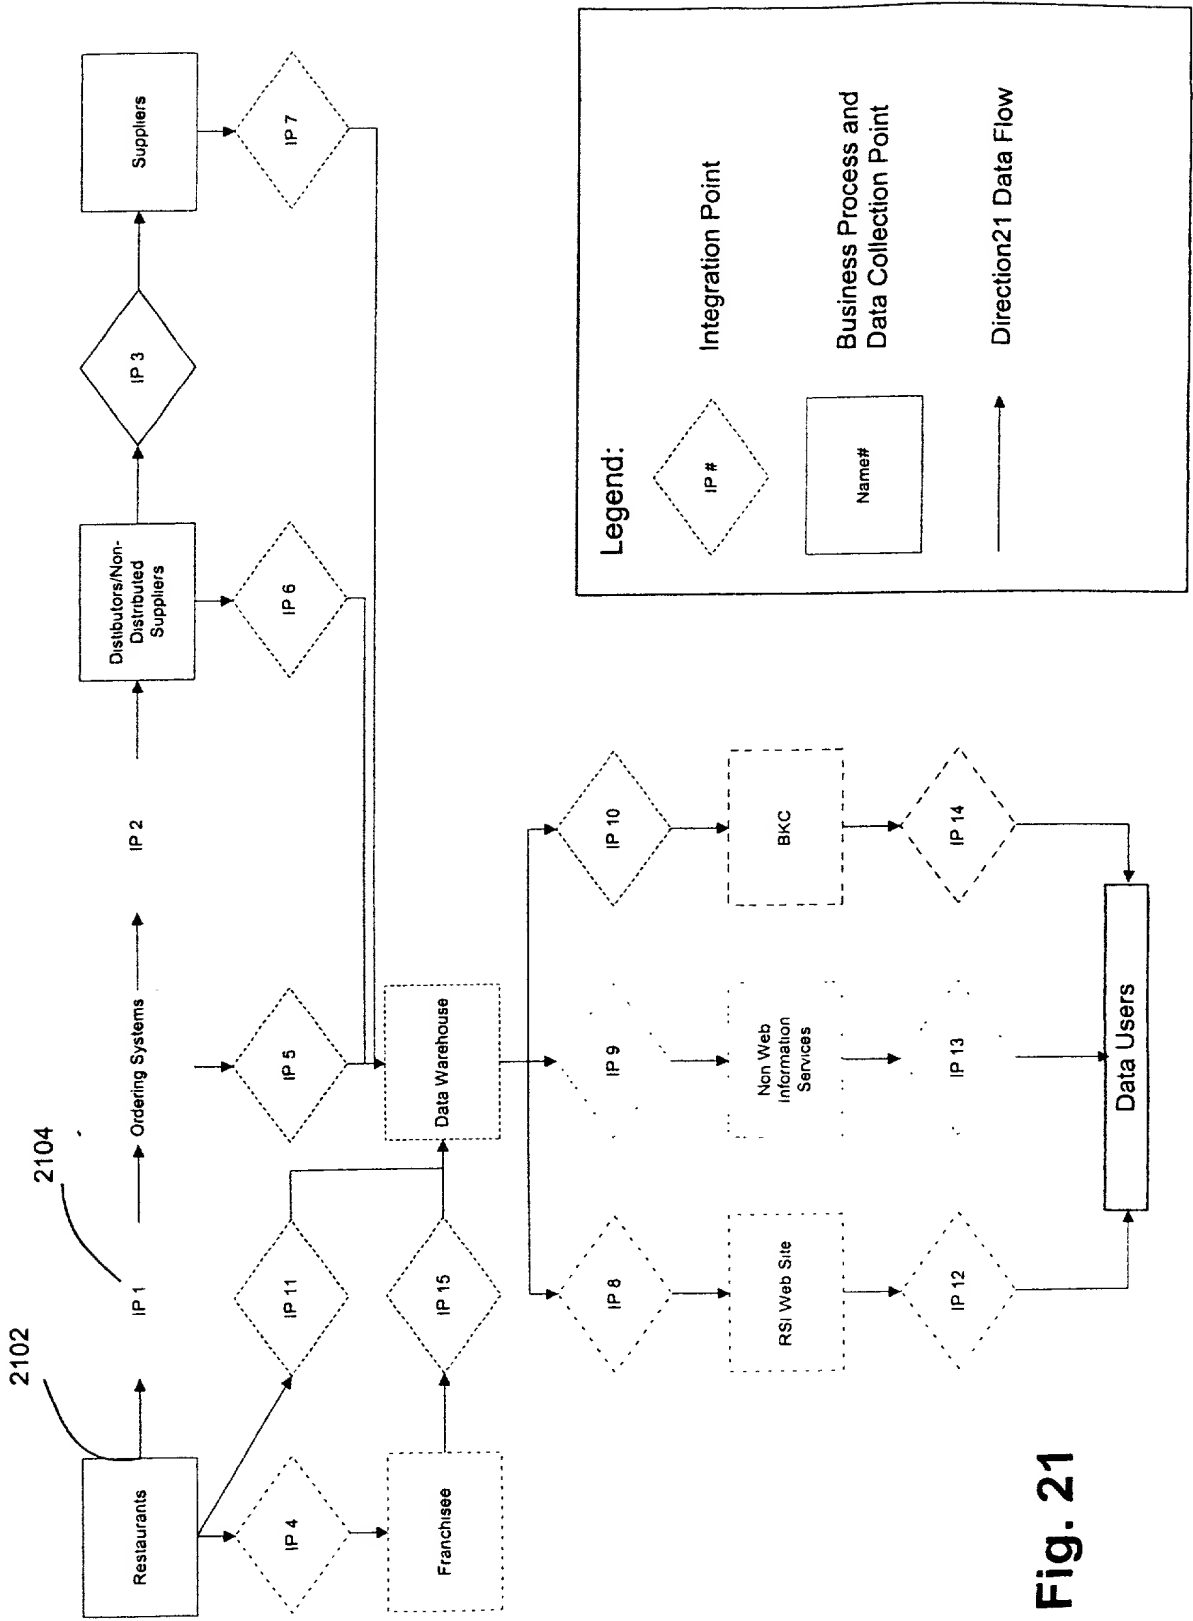 2102
2104
Restaurants
IP 1
Ordering Systems
IP 2
Distibutors/Non-
Distributed
Suppliers
IP 3
Suppliers
IP 4
IP 11
IP 5
IP 6
IP 7
Franchisee
IP 15
Data Warehouse
IP 8
IP 9
IP 10
RSI Web Site
Non Web
Information
Services
BKC
IP 12
IP 13
IP 14
Data Users
Legend:
IP #
Integration Point
Name#
Business Process and
Data Collection Point
Direction21 Data Flow
Fig. 21